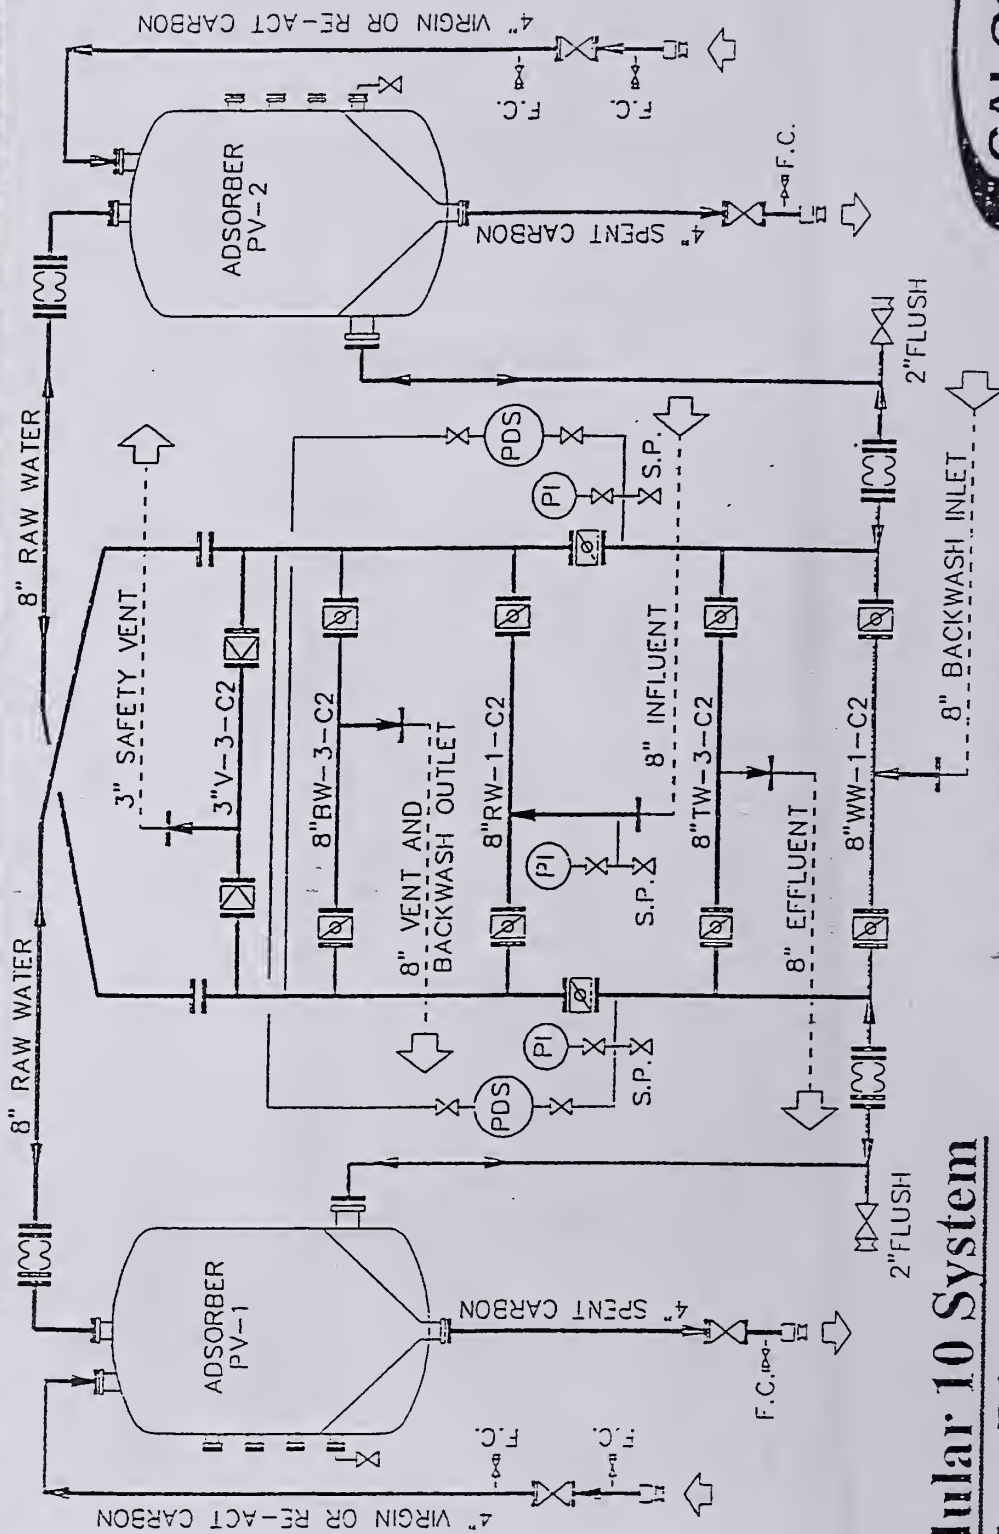 4" VIRGIN OR RE-ACT CARBON
8" RAW WATER
8" RAW WATER
4" VIRGIN OR RE-ACT CARBON
F.C.
F.C.
F.C.
F.C.
ADSORBER
PV-1
ADSORBER
PV-2
4" SPENT CARBON
4" SPENT CARBON
F.C.
F.C.
3" SAFETY VENT
3"V-3-C2
8"BW-3-C2
8" VENT AND
BACKWASH OUTLET
8"RW-1-C2
PDS
PDS
PI
S.P.
PI
S.P.
PI
S.P.
8" INFLUENT
8"TW-3-C2
8" EFFLUENT
8"WW-1-C2
8" BACKWASH INLET
2"FLUSH
2"FLUSH
10 System